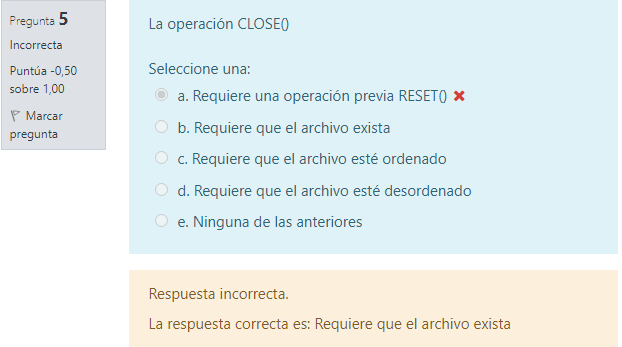 Pregunta 5
Incorrecta
Puntúa -0,50
sobre 1,00
Marcar
pregunta
La operación CLOSE()
Seleccione una:
a. Requiere una operación previa RESET()
b. Requiere que el archivo exista
c. Requiere que el archivo esté ordenado
d. Requiere que el archivo esté desordenado
e. Ninguna de las anteriores
Respuesta incorrecta.
La respuesta correcta es: Requiere que el archivo exista